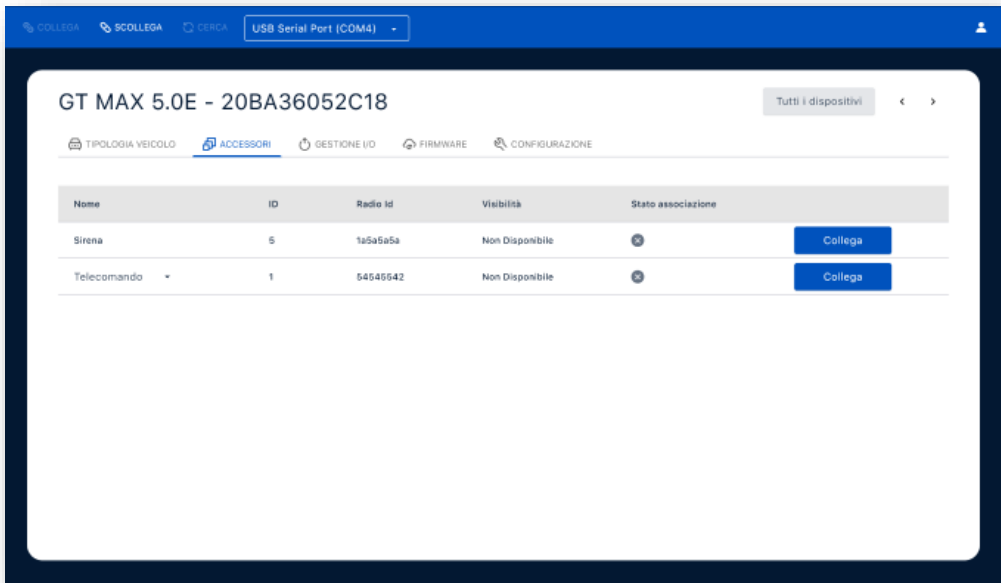 COLLEGA SCOLLEGA CERCA USB Serial Port (COM4)
GT MAX 5.0E - 20BA36052C18 Tutti i dispositivi
TIPOLOGIA VEICOLO ACCESSORI GESTIONE I/O FIRMWARE CONFIGURAZIONE
Nome ID Radio Id Visibilità Stato associazione
Sirena 5 1a5a5a5a Non Disponibile Collega
Telecomando 1 54545542 Non Disponibile Collega